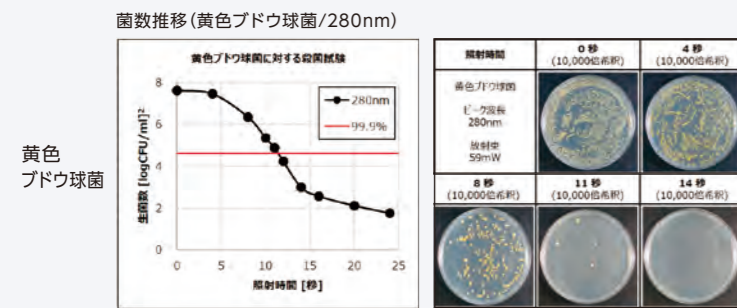 菌数推移(黄色ブドウ球菌/280nm)
黄色
ブドウ球菌
黄色ブドウ球菌に対する殺菌試験
生菌数 [logCFU/ml]²
8
6
4
2
0
280nm
99.9%
0 5 10 15 20 25
照射時間 [秒]
照射時間
0 秒
(10,000倍希釈)
4 秒
(10,000倍希釈)
黄色ブドウ球菌
ピーク波長
280nm
放射束
59mW
8 秒
(10,000倍希釈)
11 秒
(10,000倍希釈)
14 秒
(10,000倍希釈)